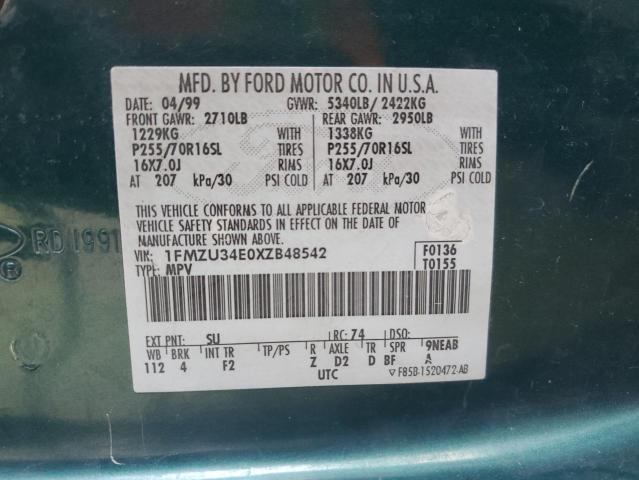 MFD. BY FORD MOTOR CO. IN U.S.A.
DATE: 04/99 GVWR: 5340LB/ 2422KG
FRONT GAWR: 2710LB REAR GAWR: 2950LB
1229KG WITH 1338KG WITH
P255/70R16SL TIRES P255/70R16SL TIRES
16X7.0J RIMS 16X7.0J RIMS
AT 207 kPa/30 PSI COLD AT 207 kPa/30 PSI COLD
THIS VEHICLE CONFORMS TO ALL APPLICABLE FEDERAL MOTOR
VEHICLE SAFETY STANDARDS IN EFFECT ON THE DATE OF
MANUFACTURE SHOWN ABOVE.
VIN: 1FMZU34E0XZB48542 F0136
TYPE: MPV T0155
EXT PNT: SU RC: 74 DSO:
WB BRK INT TR TP/PS R AXLE TR SPR 9NEAB
112 4 F2 Z D2 D BF A
UTC ▽F85B-1520472-AB
RD 1991
®